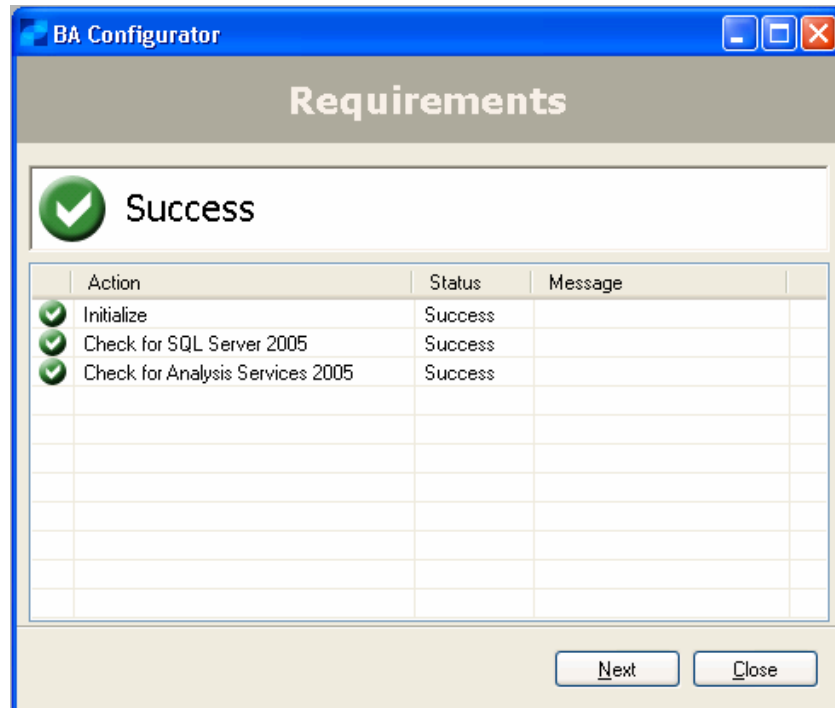 BA Configurator
Requirements
Success
Action Status Message
Initialize Success
Check for SQL Server 2005 Success
Check for Analysis Services 2005 Success
Next Close